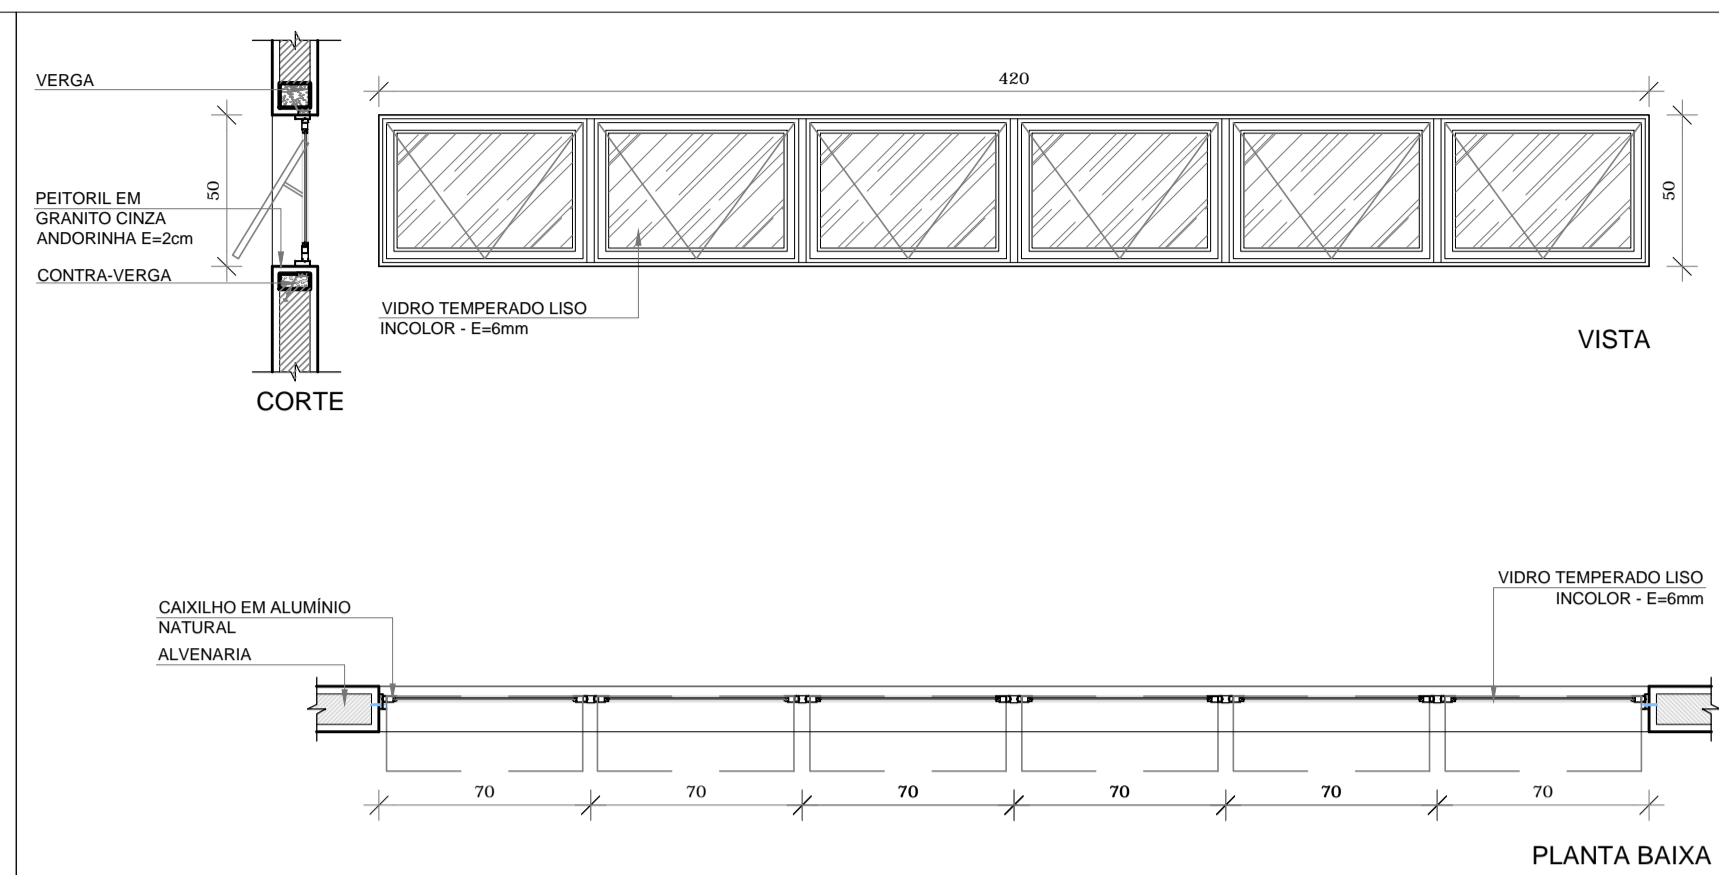 VERGA
420
50
50
PEITORIL EM
GRANITO CINZA
ANDORINHA E=2cm
CONTRA-VERGA
VIDRO TEMPERADO LISO
INCOLOR - E=6mm
VISTA
CORTE
VIDRO TEMPERADO LISO
INCOLOR - E=6mm
CAIXILHO EM ALUMÍNIO
NATURAL
ALVENARIA
70 70 70 70 70 70
PLANTA BAIXA